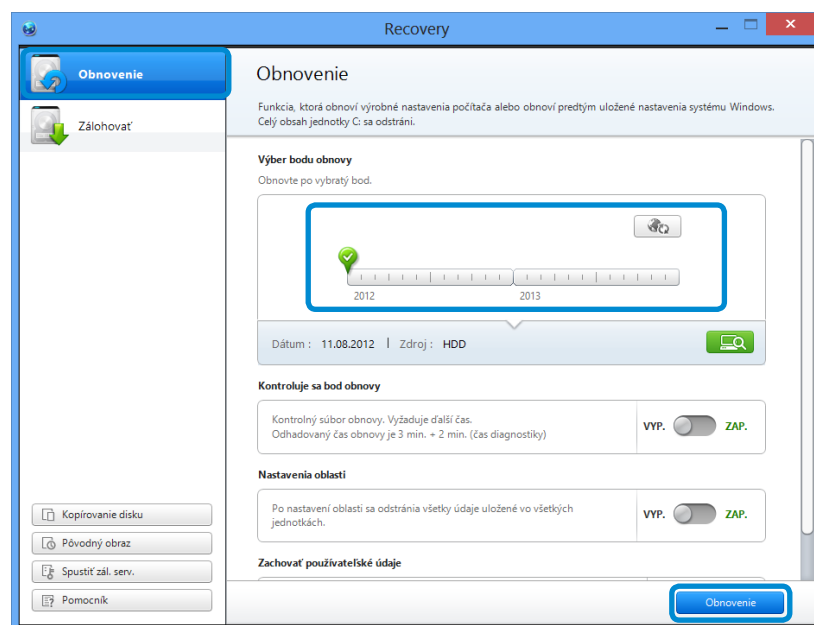 Recovery
Obnovenie
Zálohovať
Obnovenie
Funkcia, ktorá obnoví výrobné nastavenia počítača alebo obnoví predtým uložené nastavenia systému Windows.
Celý obsah jednotky C: sa odstráni.
Výber bodu obnovy
Obnovte po vybratý bod.
2012 2013
Dátum : 11.08.2012 | Zdroj : HDD
Kontroluje sa bod obnovy
Kontrolný súbor obnovy. Vyžaduje ďalší čas.
Odhadovaný čas obnovy je 3 min. + 2 min. (čas diagnostiky)
VYP. ZAP.
Nastavenia oblasti
Po nastavení oblasti sa odstránia všetky údaje uložené vo všetkých
jednotkách.
VYP. ZAP.
Zachovať používateľské údaje
Kopírovanie disku
Pôvodný obraz
Spustiť zál. serv.
Pomocník
Obnovenie